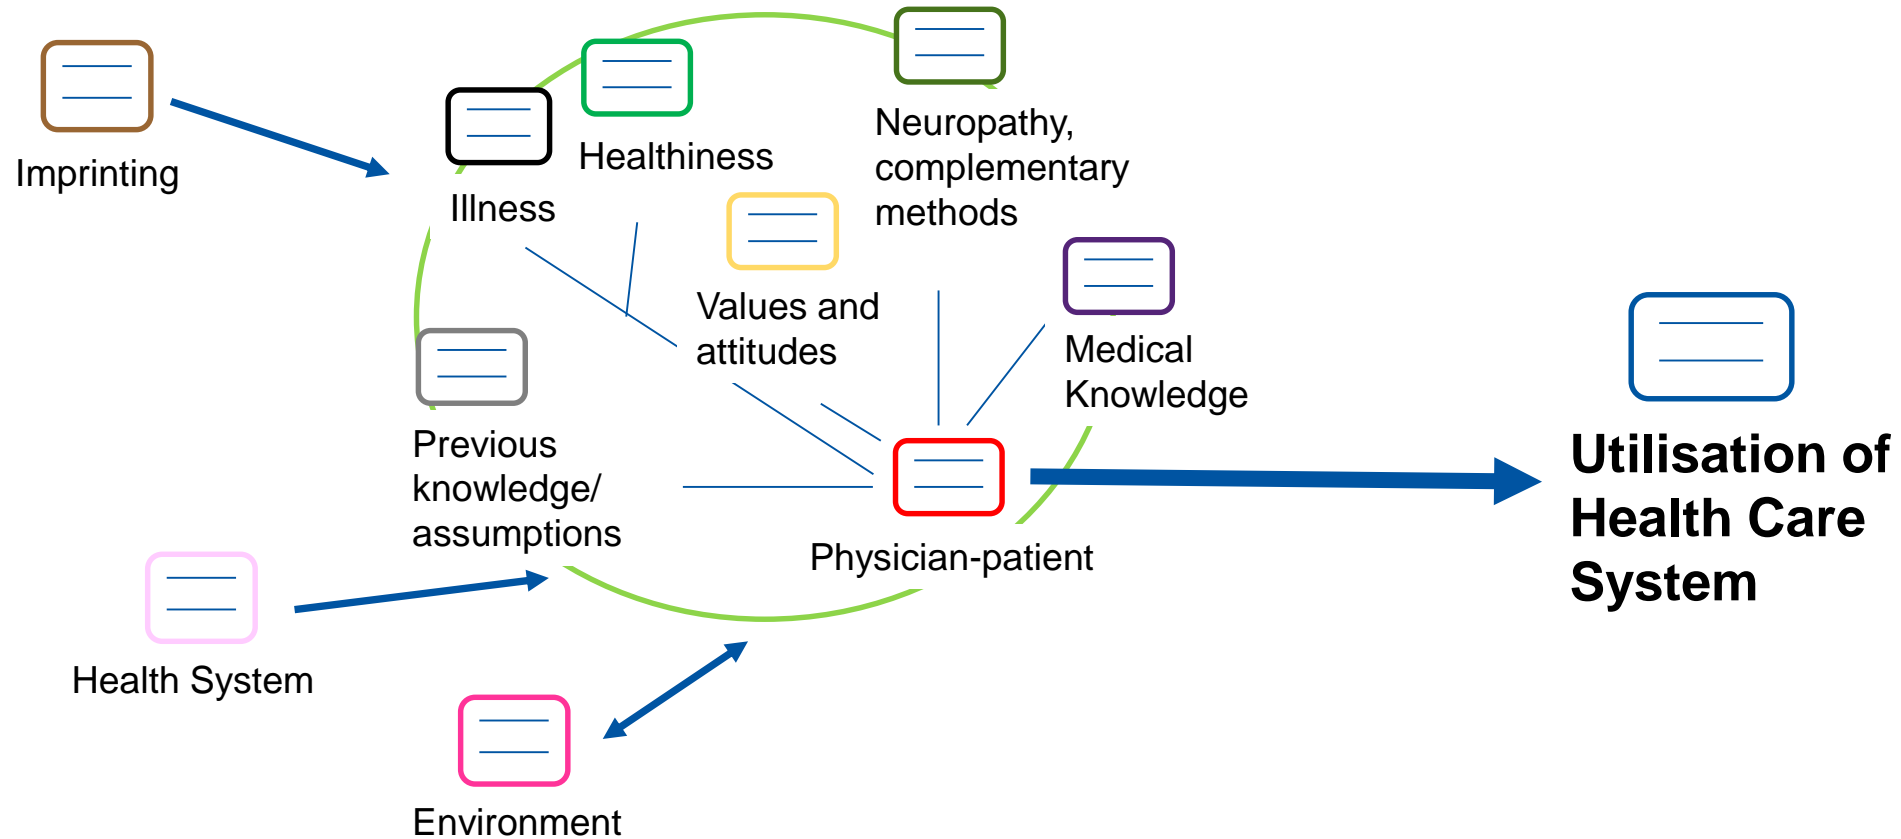 Imprinting
Illness
Healthiness
Neuropathy,
complementary
methods
Values and
attitudes
Medical
Knowledge
Previous
knowledge/
assumptions
Physician-patient
Health System
Environment
Utilisation of
Health Care
System